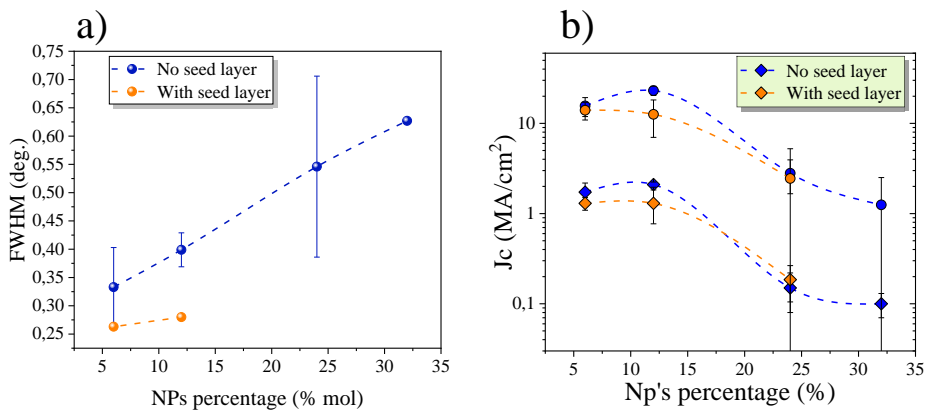 a)
0,75
0,70
0,65
0,60
0,55
0,50
0,45
0,40
0,35
0,30
0,25
FWHM (deg.)
No seed layer
With seed layer
5
10
15
20
25
30
35
NPs percentage (% mol)
b)
10
1
0,1
Jc (MA/cm²)
No seed layer
With seed layer
5
10
15
20
25
30
35
Np's percentage (%)